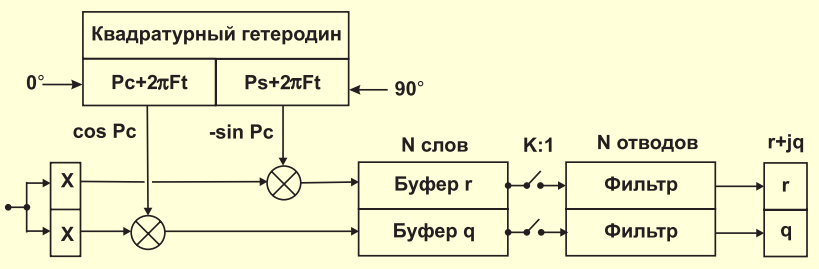 Квадратурный гетеродин
0° Pc+2πFt Ps+2πFt 90°
cos Pc -sin Pc
N слов K:1 N отводов r+jq
X Буфер r Фильтр r
X Буфер q Фильтр q